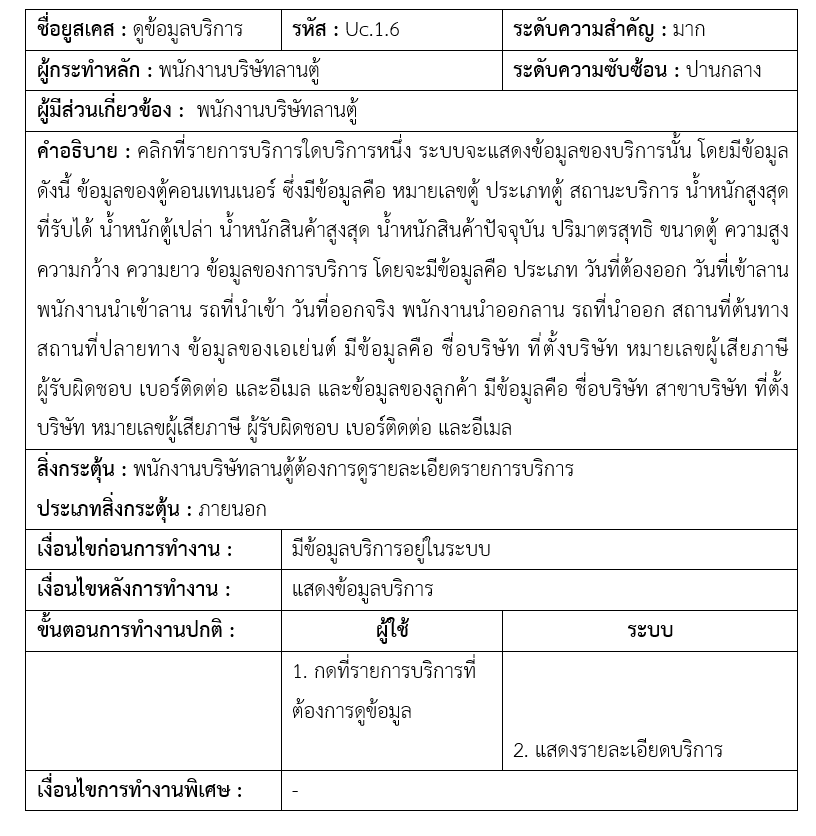 ชื่อยูสเคส : ดูข้อมูลบริการ รหัส : Uc.1.6 ระดับความสำคัญ : มาก
ผู้กระทำหลัก : พนักงานบริษัทลานตู้ ระดับความซับซ้อน : ปานกลาง
ผู้มีส่วนเกี่ยวข้อง : พนักงานบริษัทลานตู้
คำอธิบาย : คลิกที่รายการบริการใดบริการหนึ่ง ระบบจะแสดงข้อมูลของบริการนั้น โดยมีข้อมูล
ดังนี้ ข้อมูลของตู้คอนเทนเนอร์ ซึ่งมีข้อมูลคือ หมายเลขตู้ ประเภทตู้ สถานะบริการ น้ำหนักสูงสุด
ที่รับได้ น้ำหนักตู้เปล่า น้ำหนักสินค้าสูงสุด น้ำหนักสินค้าปัจจุบัน ปริมาตรสุทธิ ขนาดตู้ ความสูง
ความกว้าง ความยาว ข้อมูลของการบริการ โดยจะมีข้อมูลคือ ประเภท วันที่ต้องออก วันที่เข้าลาน
พนักงานนำเข้าลาน รถที่นำเข้า วันที่ออกจริง พนักงานนำออกลาน รถที่นำออก สถานที่ต้นทาง
สถานที่ปลายทาง ข้อมูลของเอเย่นต์ มีข้อมูลคือ ชื่อบริษัท ที่ตั้งบริษัท หมายเลขผู้เสียภาษี
ผู้รับผิดชอบ เบอร์ติดต่อ และอีเมล และข้อมูลของลูกค้า มีข้อมูลคือ ชื่อบริษัท สาขาบริษัท ที่ตั้ง
บริษัท หมายเลขผู้เสียภาษี ผู้รับผิดชอบ เบอร์ติดต่อ และอีเมล
สิ่งกระตุ้น : พนักงานบริษัทลานตู้ต้องการดูรายละเอียดรายการบริการ
ประเภทสิ่งกระตุ้น : ภายนอก
เงื่อนไขก่อนการทำงาน : มีข้อมูลบริการอยู่ในระบบ
เงื่อนไขหลังการทำงาน : แสดงข้อมูลบริการ
ขั้นตอนการทำงานปกติ : ผู้ใช้ ระบบ
1. กดที่รายการบริการที่
ต้องการดูข้อมูล
2. แสดงรายละเอียดบริการ
เงื่อนไขการทำงานพิเศษ : -